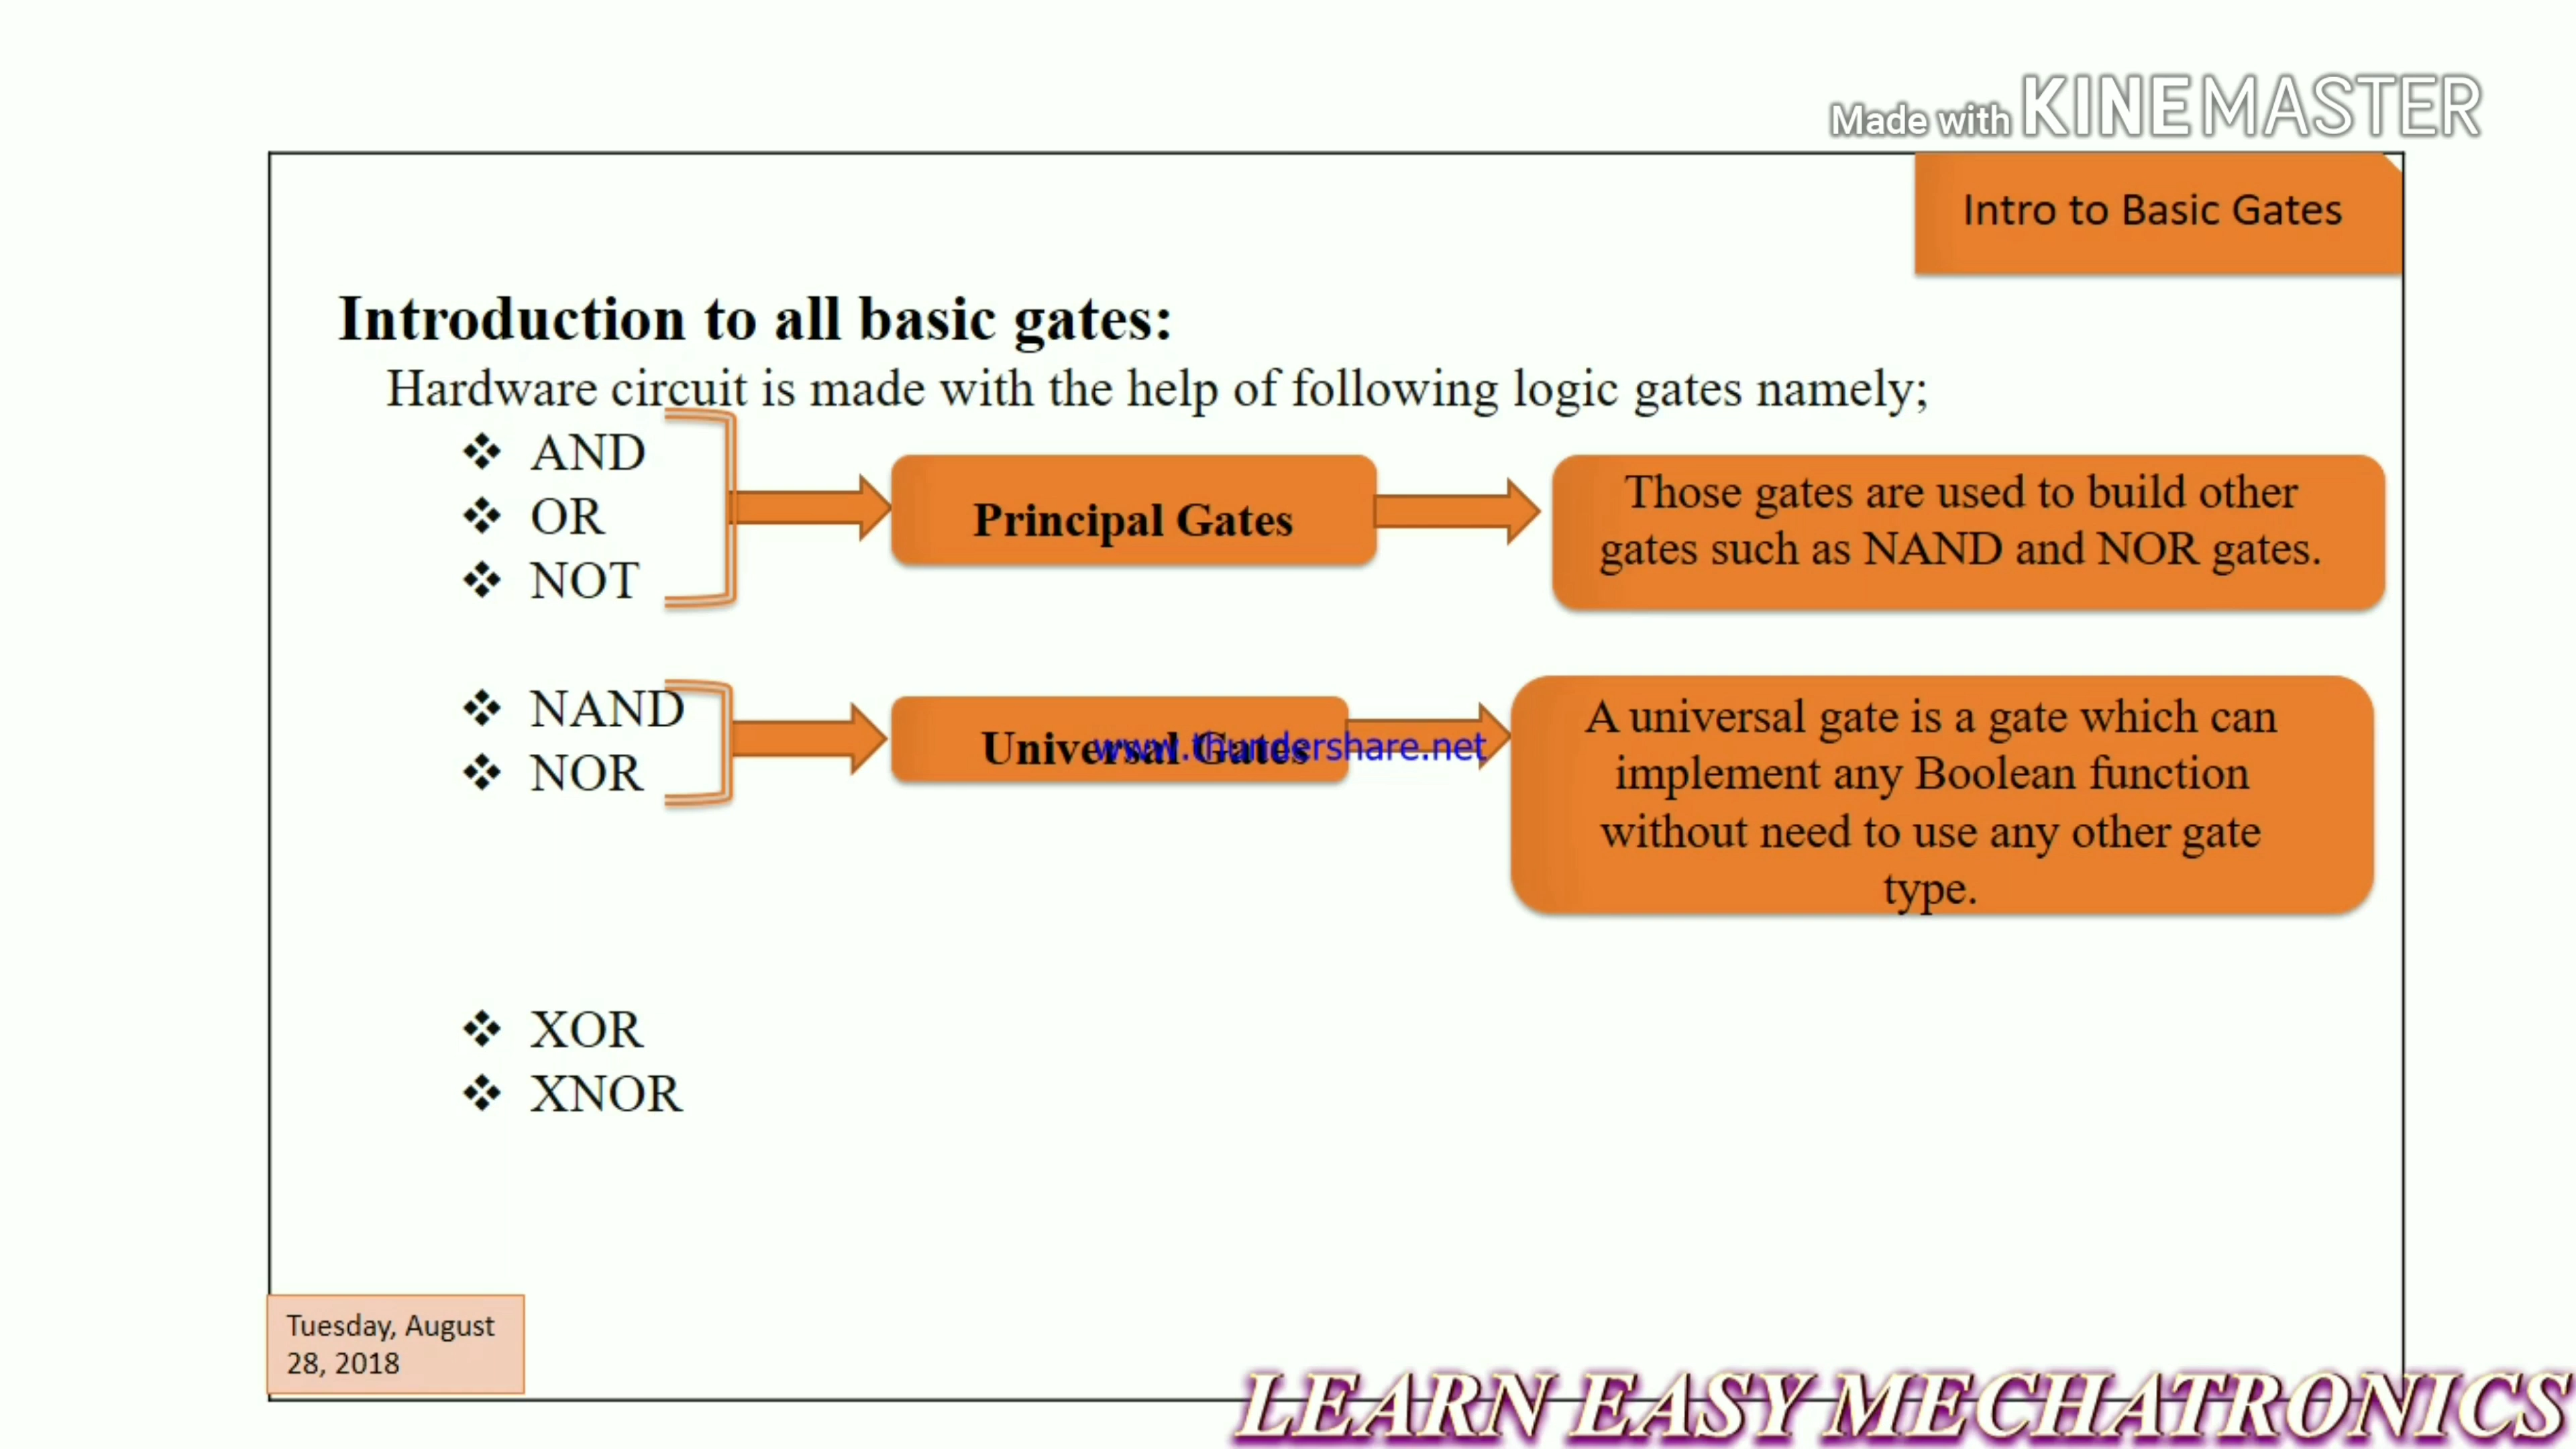 Made with KINEMASTER
Intro to Basic Gates
Introduction to all basic gates:
Hardware circuit is made with the help of following logic gates namely;
❖ AND
❖ OR
❖ NOT
Principal Gates
Those gates are used to build other
gates such as NAND and NOR gates.
❖ NAND
❖ NOR
Universal Gates
www.thundershare.net
A universal gate is a gate which can
implement any Boolean function
without need to use any other gate
type.
❖ XOR
❖ XNOR
Tuesday, August
28, 2018
LEARN EASY MECHATRONICS